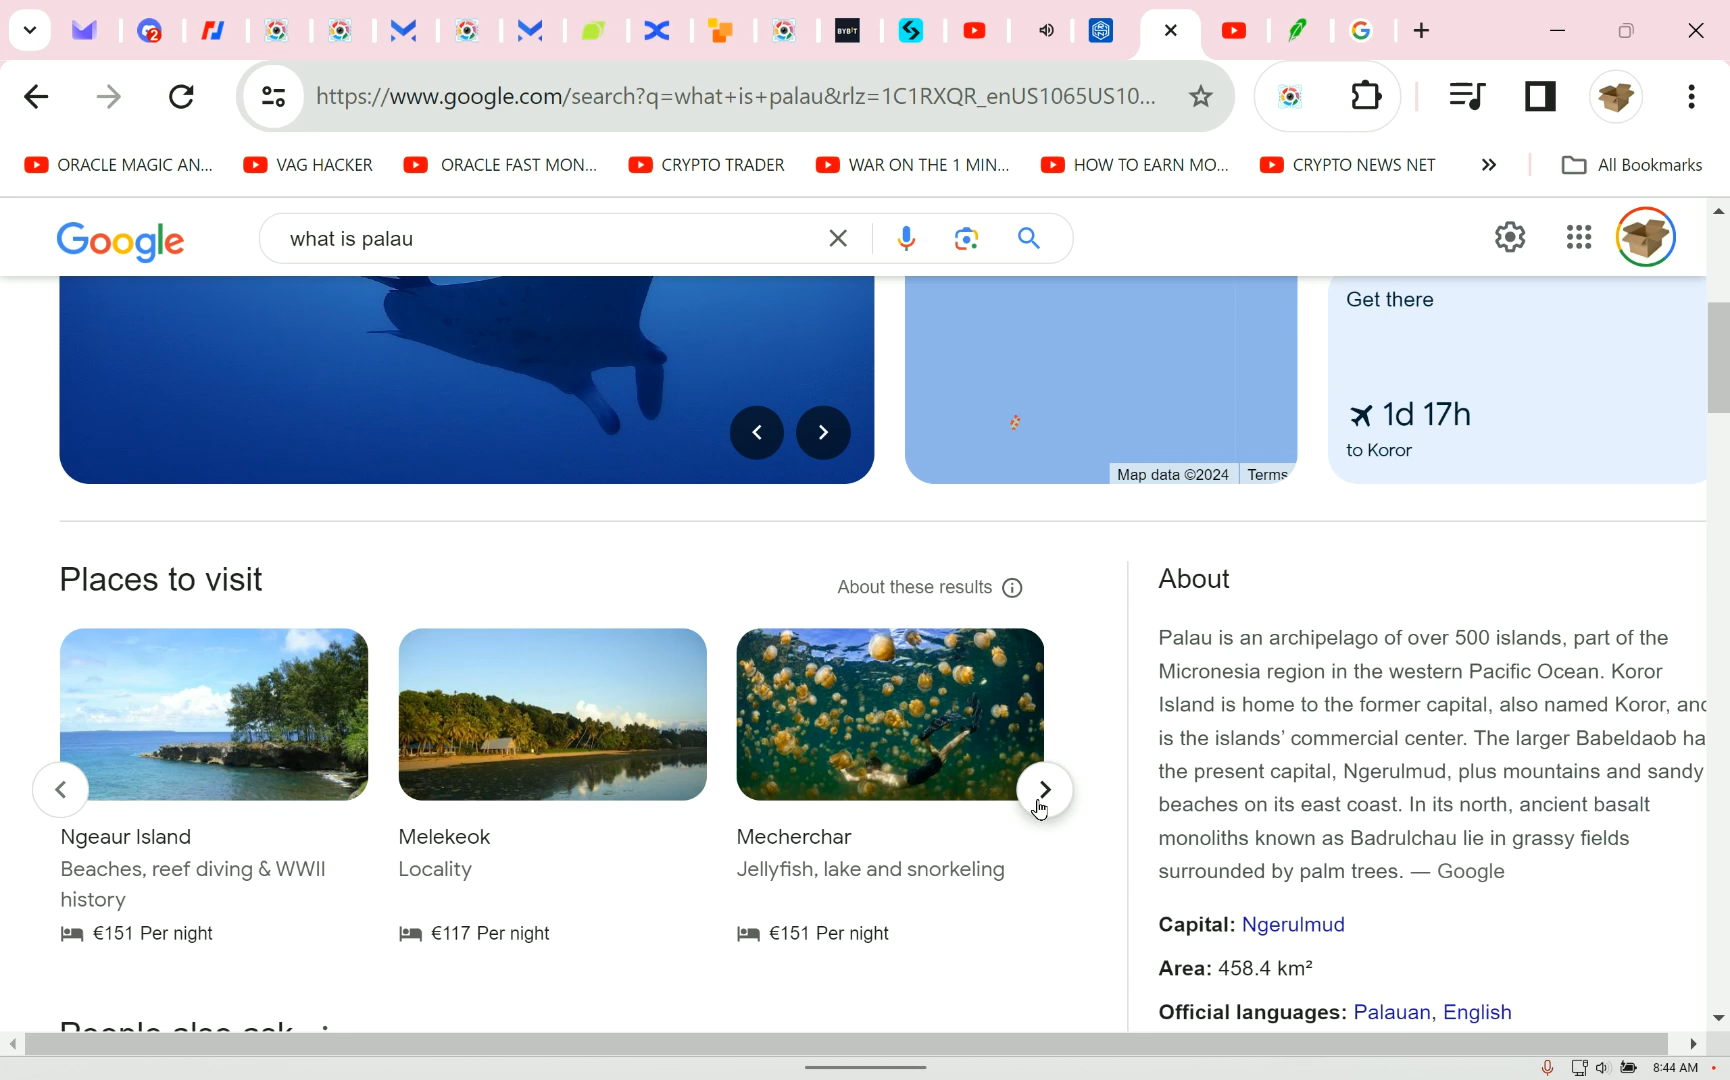 BYBIT
https://www.google.com/search?q=what+is+palau&rlz=1C1RXQR_enUS1065US10...
ORACLE MAGIC AN... VAG HACKER ORACLE FAST MON... CRYPTO TRADER WAR ON THE 1 MIN... HOW TO EARN MO... CRYPTO NEWS NET » All Bookmarks
Google what is palau
Get there
1d 17h
to Koror
Map data ©2024 Terms
Places to visit
About these results
Ngeaur Island
Beaches, reef diving & WWII
history
€151 Per night
Melekeok
Locality
€117 Per night
Mecherchar
Jellyfish, lake and snorkeling
€151 Per night
People also ask
About
Palau is an archipelago of over 500 islands, part of the
Micronesia region in the western Pacific Ocean. Koror
Island is home to the former capital, also named Koror, and
is the islands’ commercial center. The larger Babeldaob ha
the present capital, Ngerulmud, plus mountains and sandy
beaches on its east coast. In its north, ancient basalt
monoliths known as Badrulchau lie in grassy fields
surrounded by palm trees. — Google
Capital: Ngerulmud
Area: 458.4 km²
Official languages: Palauan, English
8:44 AM